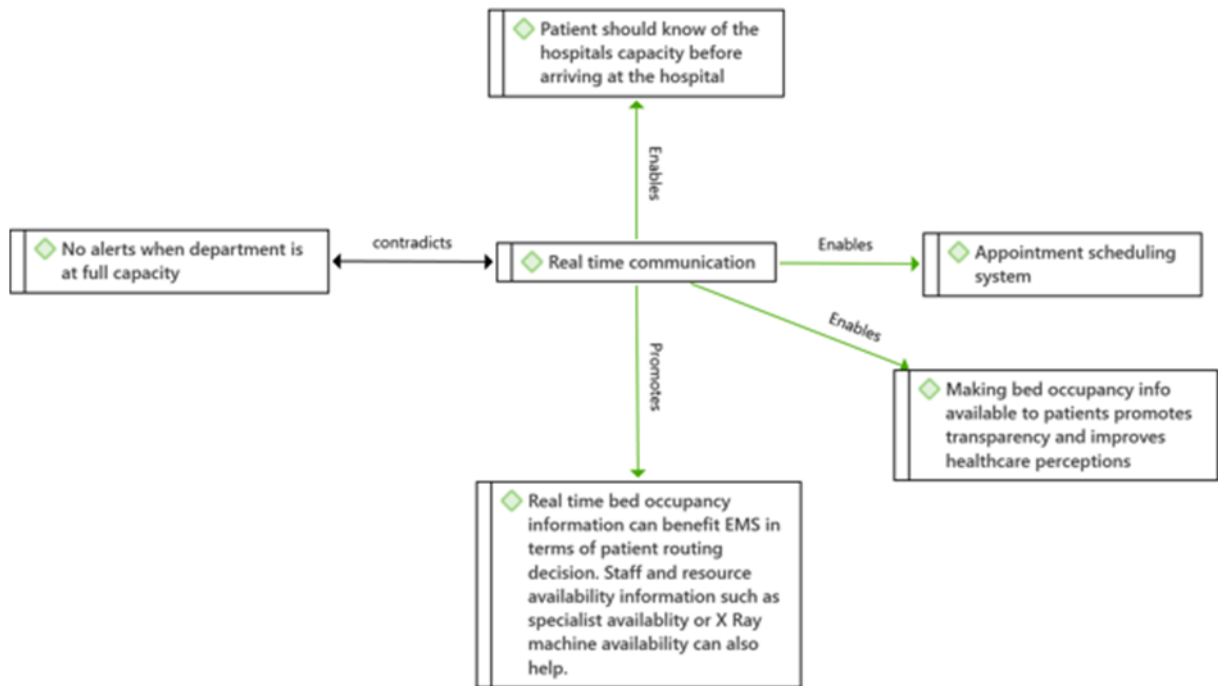 Patient should know of the
hospitals capacity before
arriving at the hospital
Enables
No alerts when department is
at full capacity
contradicts
Real time communication
Enables
Appointment scheduling
system
Enables
Making bed occupancy info
available to patients promotes
transparency and improves
healthcare perceptions
Promotes
Real time bed occupancy
information can benefit EMS in
terms of patient routing
decision. Staff and resource
availability information such as
specialist availablity or X Ray
machine availability can also
help.